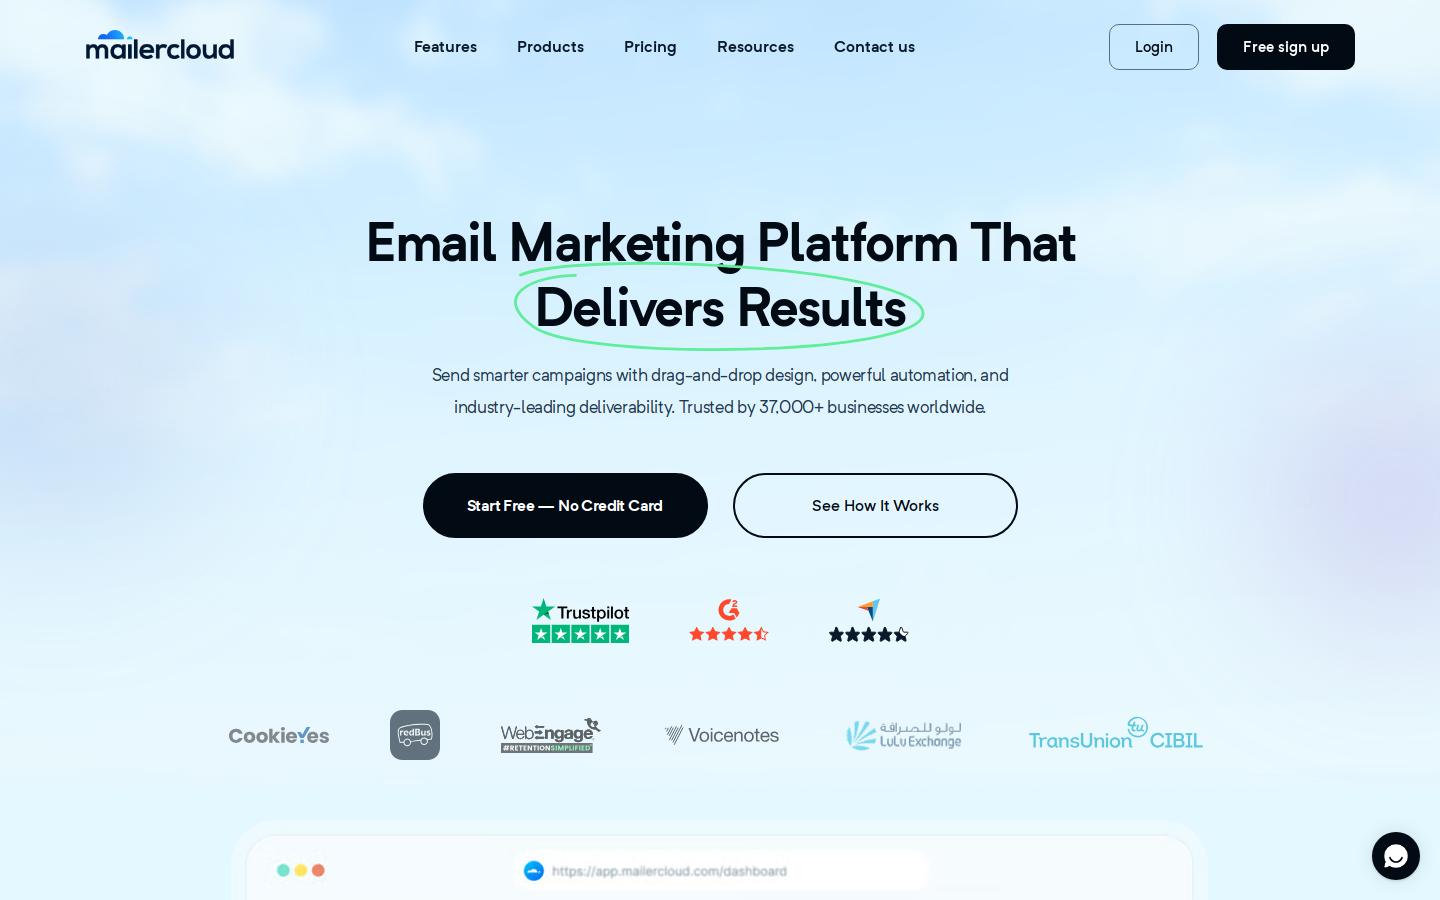 mailercloud
Features
Products
Pricing
Resources
Contact us
Login
Free sign up
Email Marketing Platform That
Delivers Results
Send smarter campaigns with drag-and-drop design, powerful automation, and
industry-leading deliverability. Trusted by 37,000+ businesses worldwide.
Start Free — No Credit Card
See How It Works
Trustpilot
G2
CookieYes
redBus
WebEngage
#RETENTIONSIMPLIFIED
Voicenotes
لولو للصرافة
LuLu Exchange
TransUnion tu CIBIL
https://app.mailercloud.com/dashboard